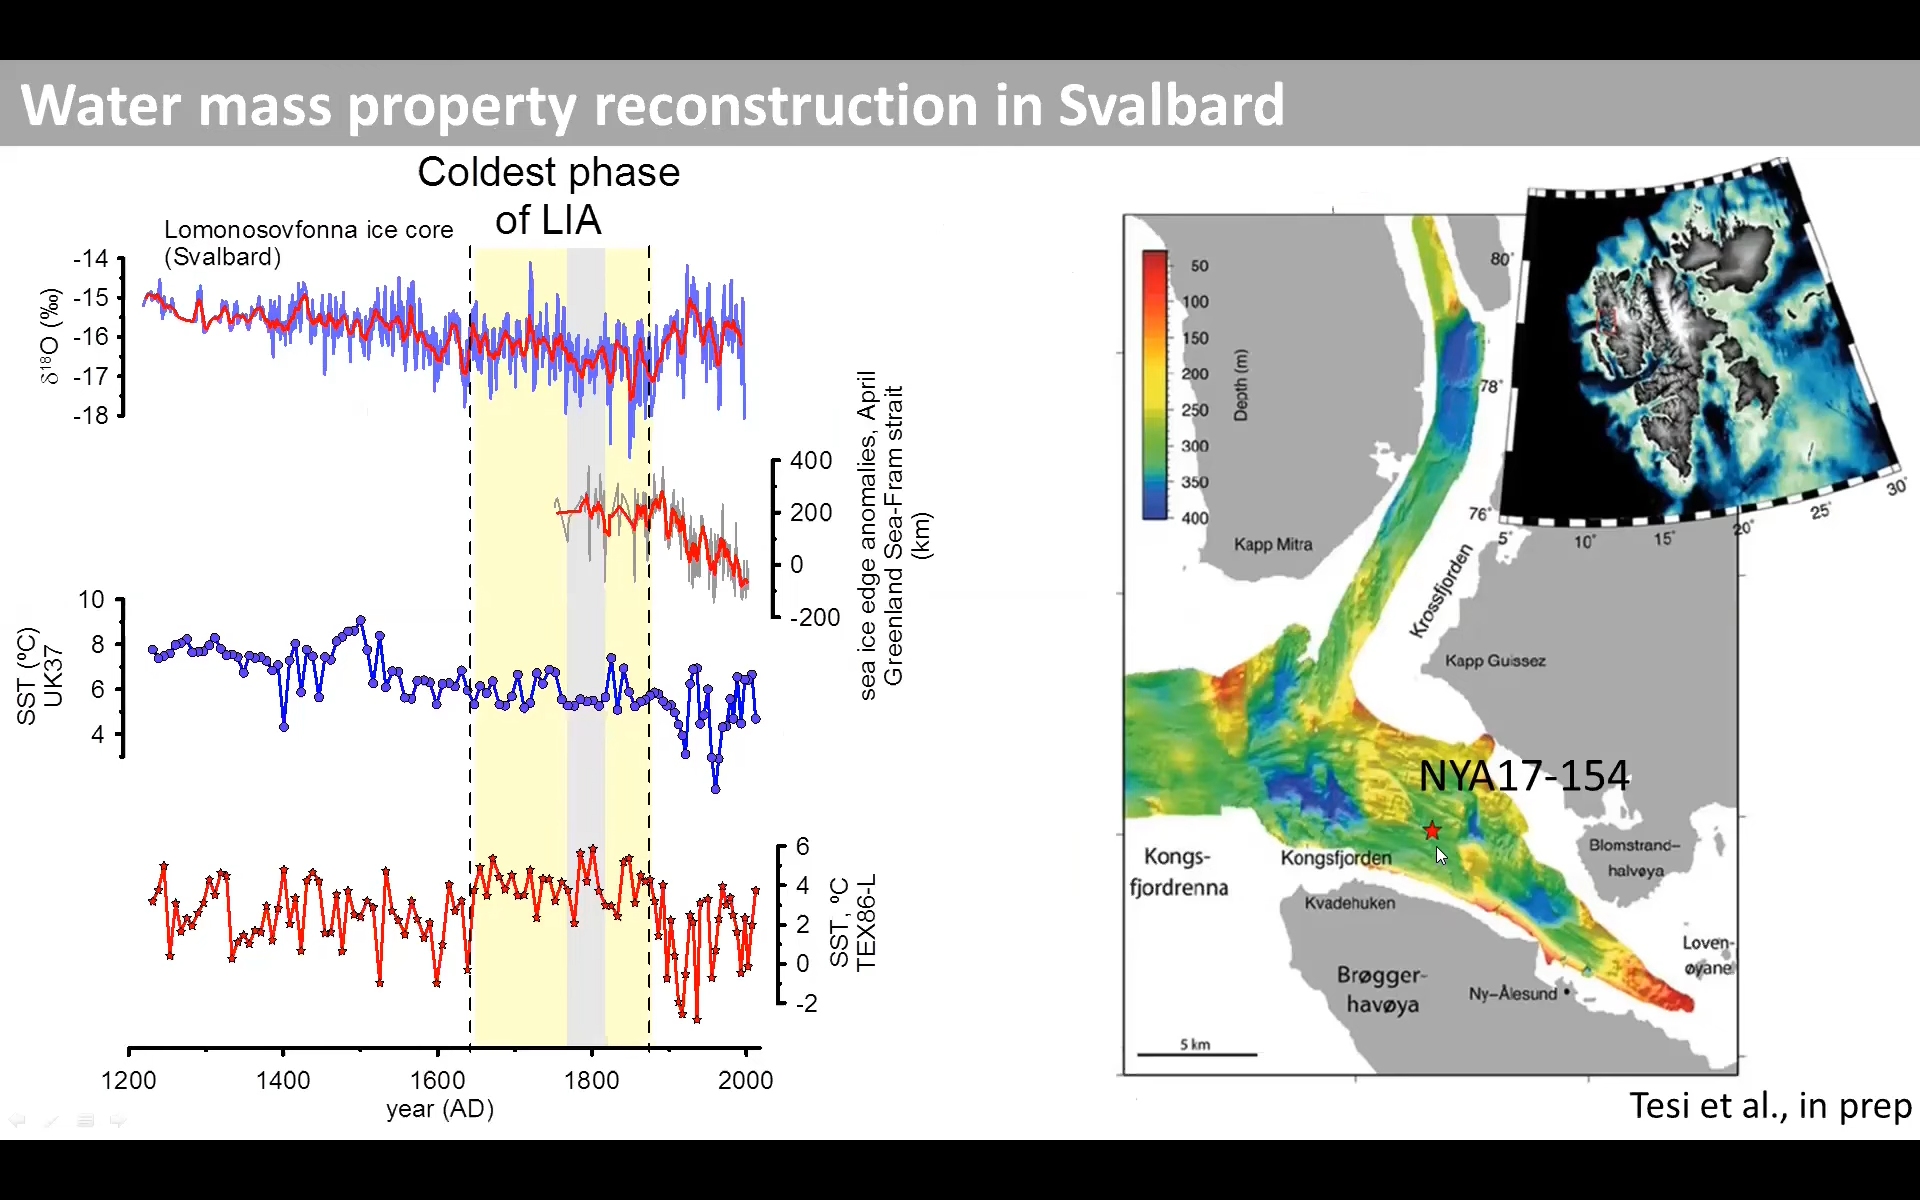 Water mass property reconstruction in Svalbard
Coldest phase
of LIA
Lomonosovfonna ice core
(Svalbard)
-14
-15
-16
-17
-18
δ18O (‰)
400
200
0
-200
sea ice edge anomalies, April
Greenland Sea-Fram strait
(km)
10
8
6
4
SST (ºC)
UK37
6
4
2
0
-2
SST, ºC
TEX86-L
1200
1400
1600
1800
2000
year (AD)
50
100
150
200
250
300
350
400
Depth (m)
80°
78°
76°
5°
10°
15°
20°
25°
30°
Kapp Mitra
Krossfjorden
Kapp Guissez
NYA17-154
Blomstrand–
halvøya
Kongs-
fjordrenna
Kongsfjorden
Kvadehuken
Brøgger-
havøya
Ny–Ålesund
Loven-
øyane
5 km
Tesi et al., in prep